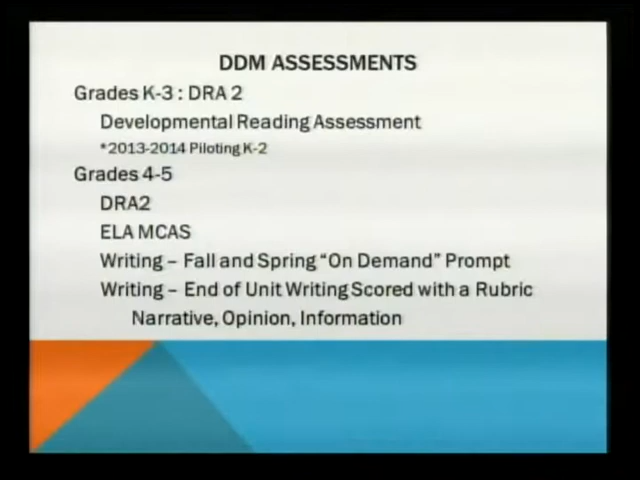 DDM ASSESSMENTS
Grades K-3 : DRA 2
Developmental Reading Assessment
*2013-2014 Piloting K-2
Grades 4-5
DRA2
ELA MCAS
Writing – Fall and Spring “On Demand” Prompt
Writing – End of Unit Writing Scored with a Rubric
Narrative, Opinion, Information